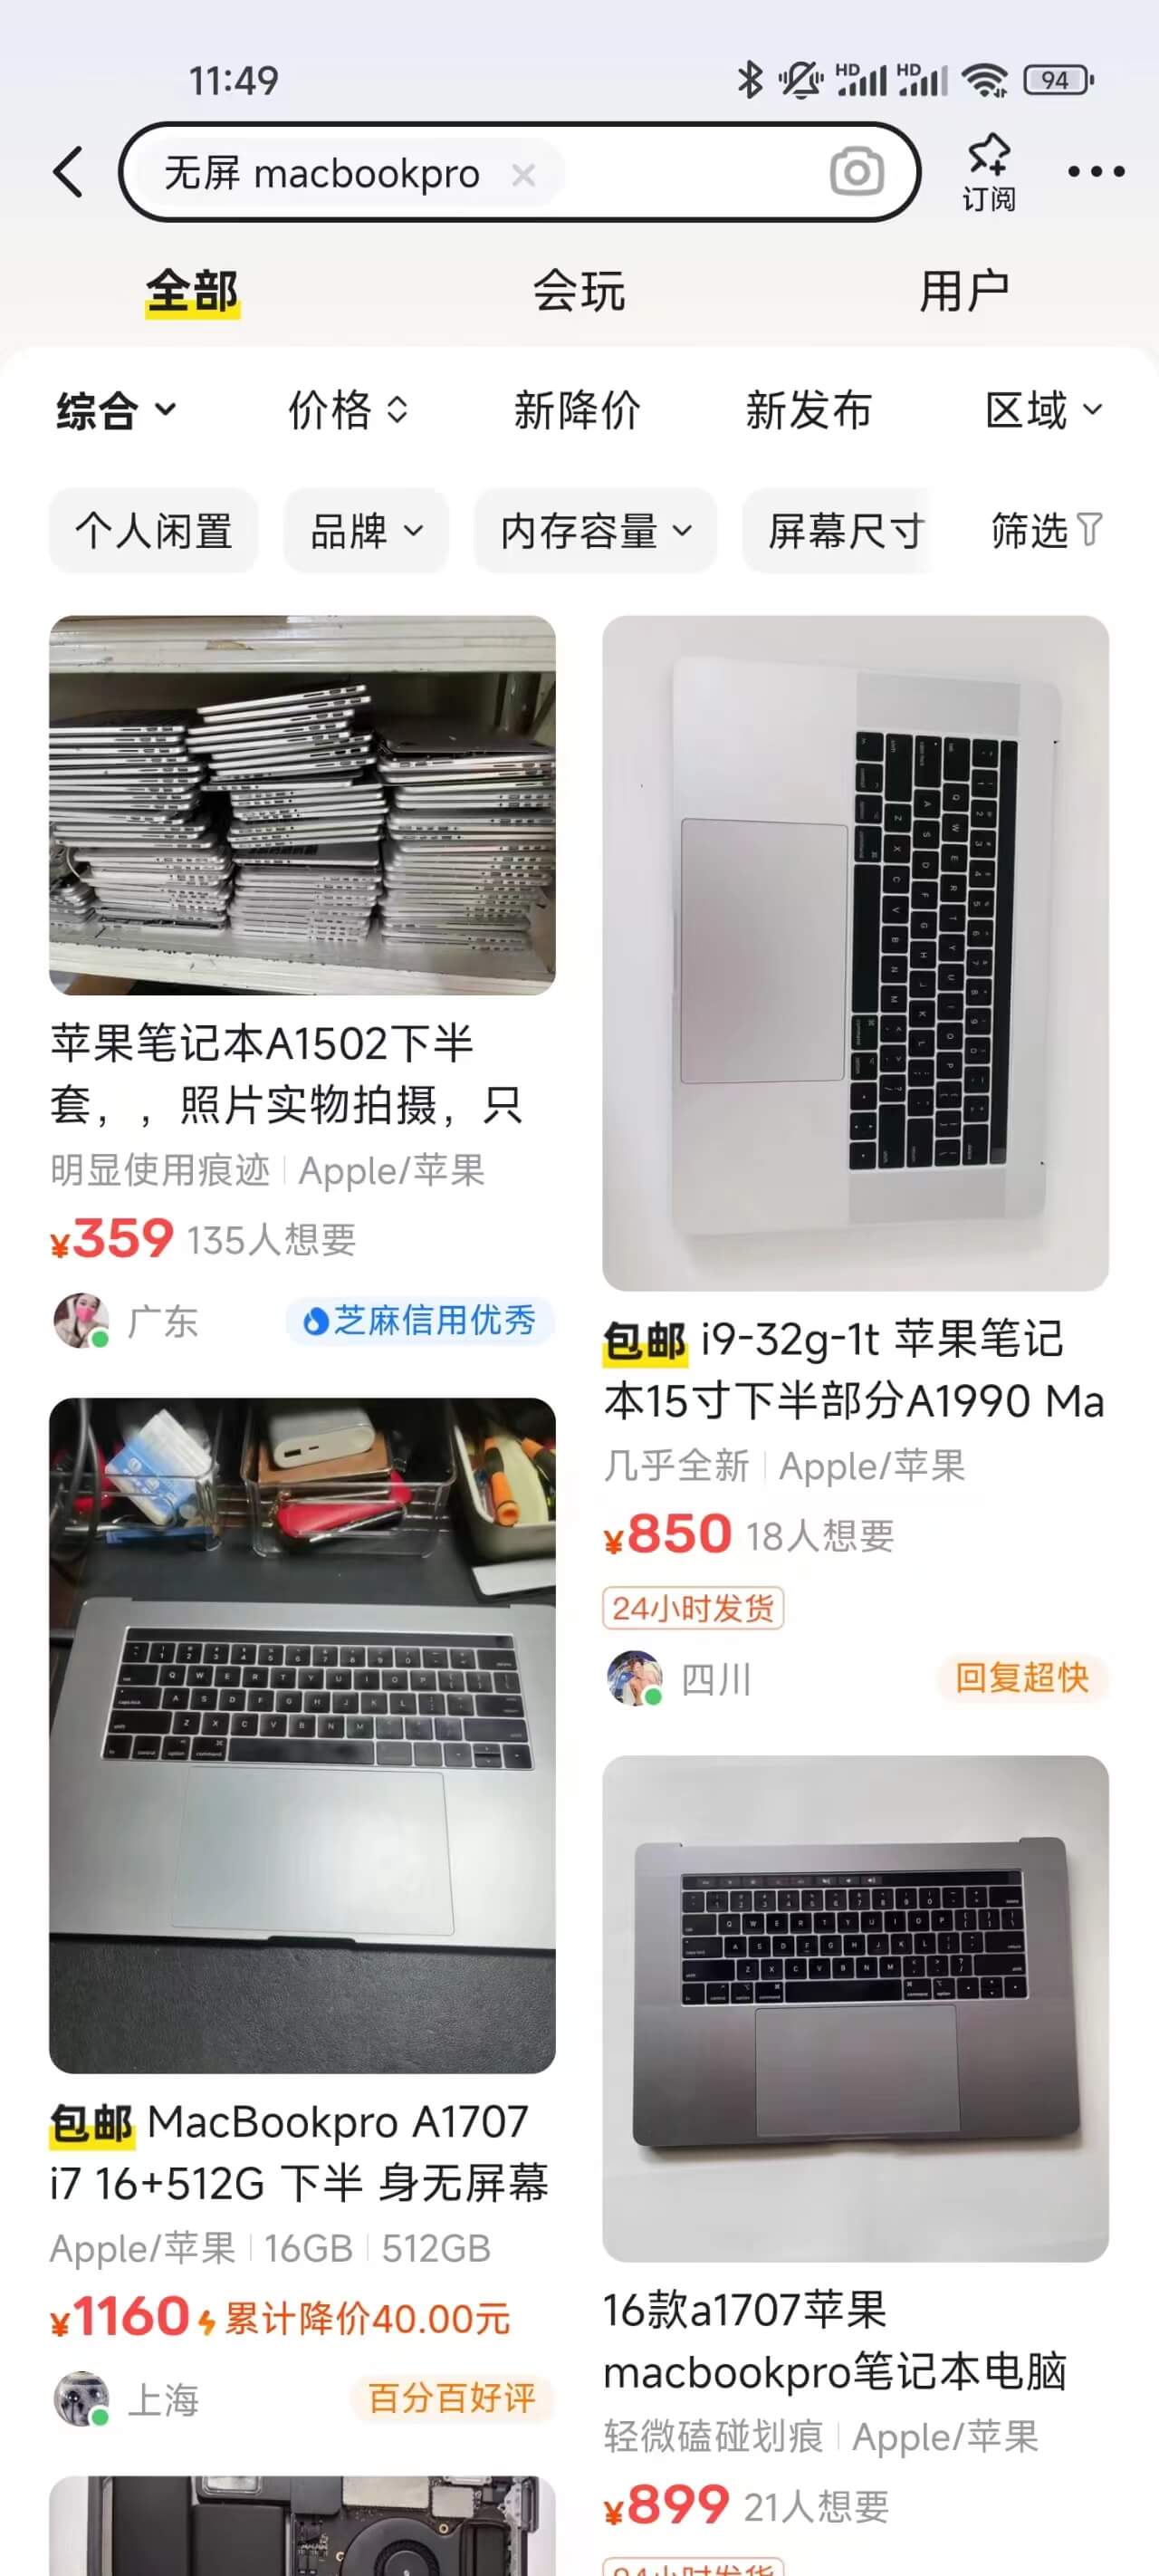 11:49
HD HD 94
无屏 macbookpro
订阅
全部 会玩 用户
综合 价格 新降价 新发布 区域
个人闲置 品牌 内存容量 屏幕尺寸 筛选
苹果笔记本A1502下半
套，，照片实物拍摄，只
明显使用痕迹 Apple/苹果
¥359 135人想要
广东 芝麻信用优秀
包邮 i9-32g-1t 苹果笔记
本15寸下半部分A1990 Ma
几乎全新 Apple/苹果
¥850 18人想要
24小时发货
四川 回复超快
包邮 MacBookpro A1707
i7 16+512G 下半 身无屏幕
Apple/苹果 16GB 512GB
¥1160 累计降价40.00元
上海 百分百好评
16款a1707苹果
macbookpro笔记本电脑
轻微磕碰划痕 Apple/苹果
¥899 21人想要
24小时发货